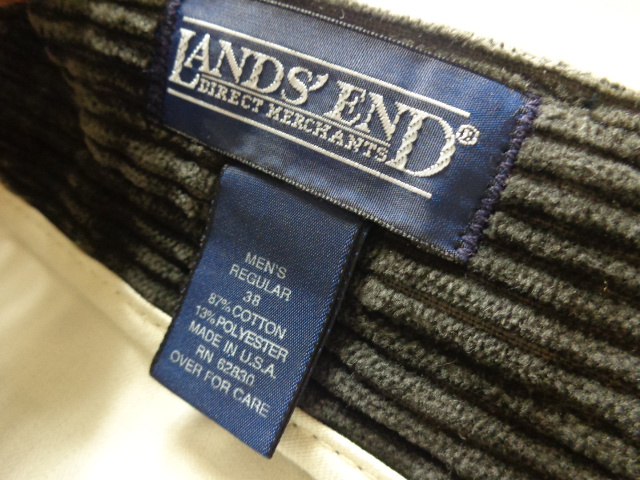 LANDS' END®
DIRECT MERCHANTS
MEN'S
REGULAR
38
87% COTTON
13% POLYESTER
MADE IN U.S.A.
RN 62830
OVER FOR CARE